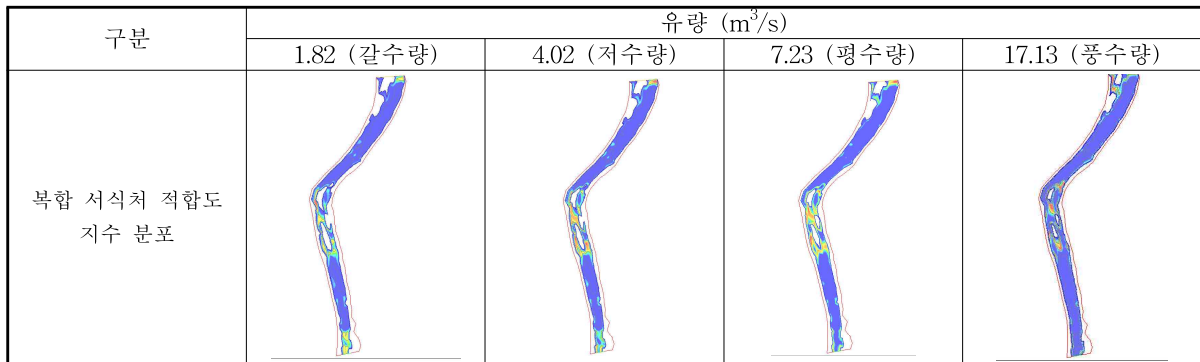 구분
유량 (m³/s)
1.82 (갈수량)
4.02 (저수량)
7.23 (평수량)
17.13 (풍수량)
복합 서식처 적합도
지수 분포